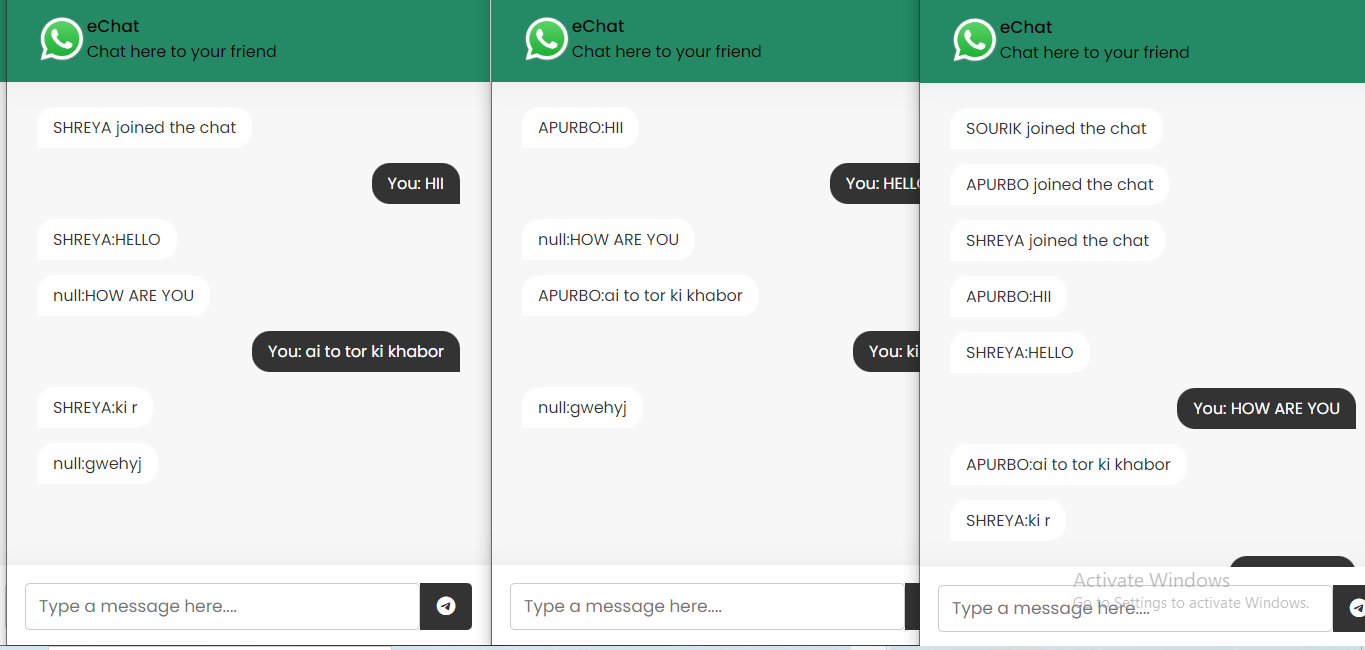 eChat
Chat here to your friend
SHREYA joined the chat
You: HII
SHREYA:HELLO
null:HOW ARE YOU
You: ai to tor ki khabor
SHREYA:ki r
null:gwehyj
Type a message here....
eChat
Chat here to your friend
APURBO:HII
You: HELLO
null:HOW ARE YOU
APURBO:ai to tor ki khabor
You: ki
null:gwehyj
Type a message here....
eChat
Chat here to your friend
SOURIK joined the chat
APURBO joined the chat
SHREYA joined the chat
APURBO:HII
SHREYA:HELLO
You: HOW ARE YOU
APURBO:ai to tor ki khabor
SHREYA:ki r
Type a message here....
Activate Windows
Go to Settings to activate Windows.